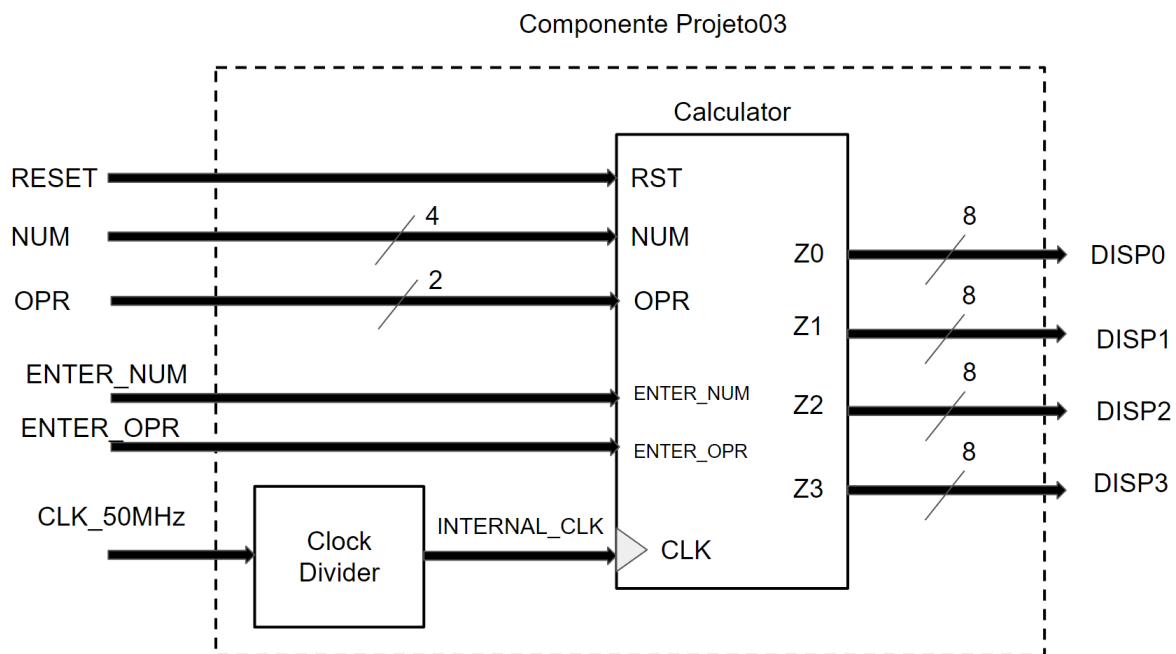 Componente Projeto03
Calculator
RESET
RST
NUM
4
NUM
OPR
2
OPR
ENTER_NUM
ENTER_NUM
ENTER_OPR
ENTER_OPR
CLK_50MHz
Clock
Divider
INTERNAL_CLK
CLK
Z0
8
DISP0
Z1
8
DISP1
Z2
8
DISP2
Z3
8
DISP3